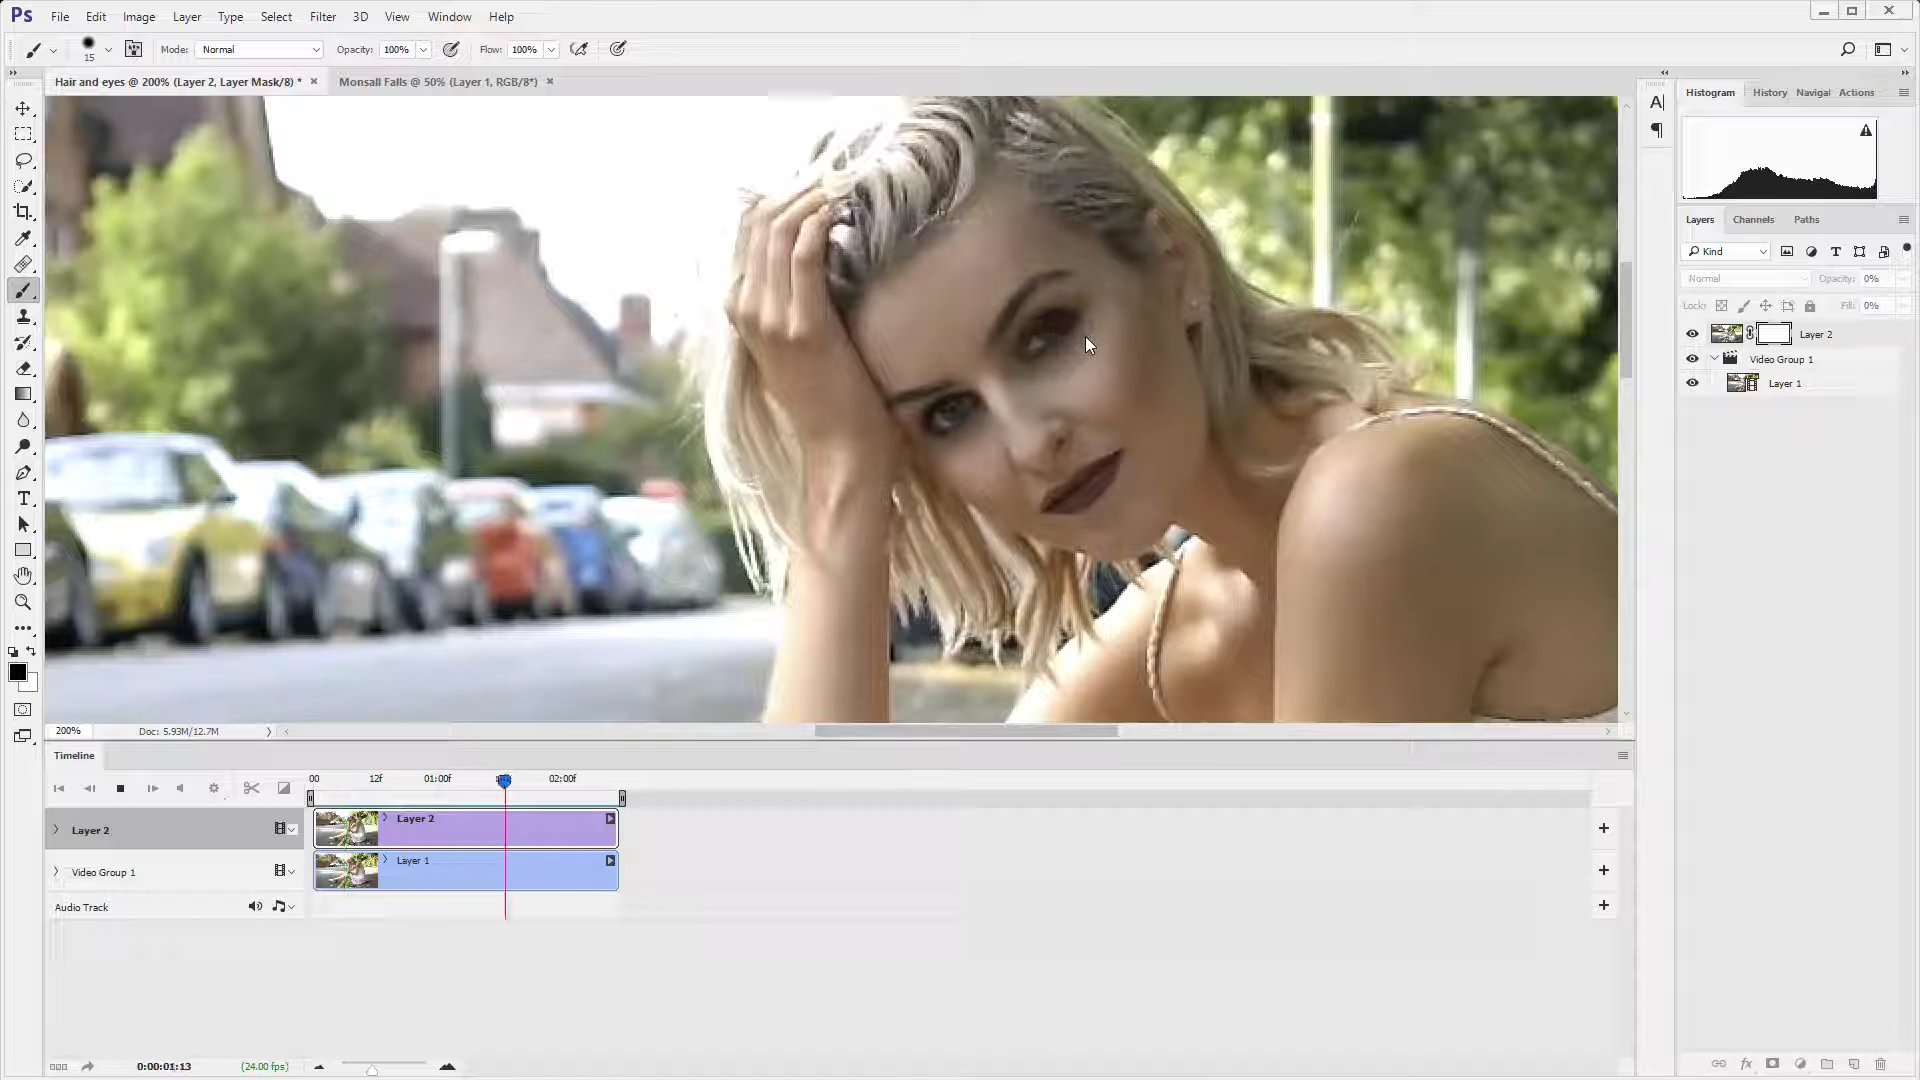 Ps File Edit Image Layer Type Select Filter 3D View Window Help
15 Mode: Normal Opacity: 100% Flow: 100%
Hair and eyes @ 200% (Layer 2, Layer Mask/8) * × Monsall Falls @ 50% (Layer 1, RGB/8*) ×
Histogram History Navigat Actions
Layers Channels Paths
Kind
Normal Opacity: 0%
Lock: Fill: 0%
Layer 2
Video Group 1
Layer 1
200% Doc: 5.93M/12.7M
Timeline
00 12f 01:00f 02:00f
Layer 2 Layer 2
Video Group 1 Layer 1
Audio Track
0:00:01:13 (24.00 fps)